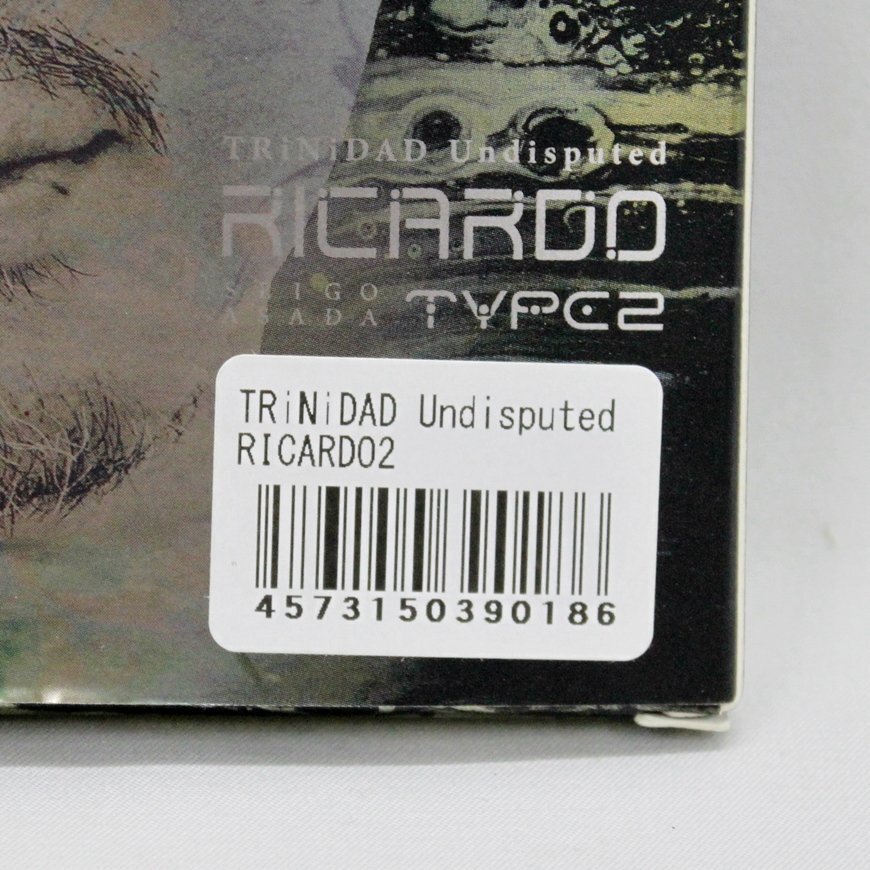 TRiNiDAD Undisputed
RICARDO
SEIGO
ASADA
TYPE2
TRiNiDAD Undisputed
RICARDO2
4573150390186